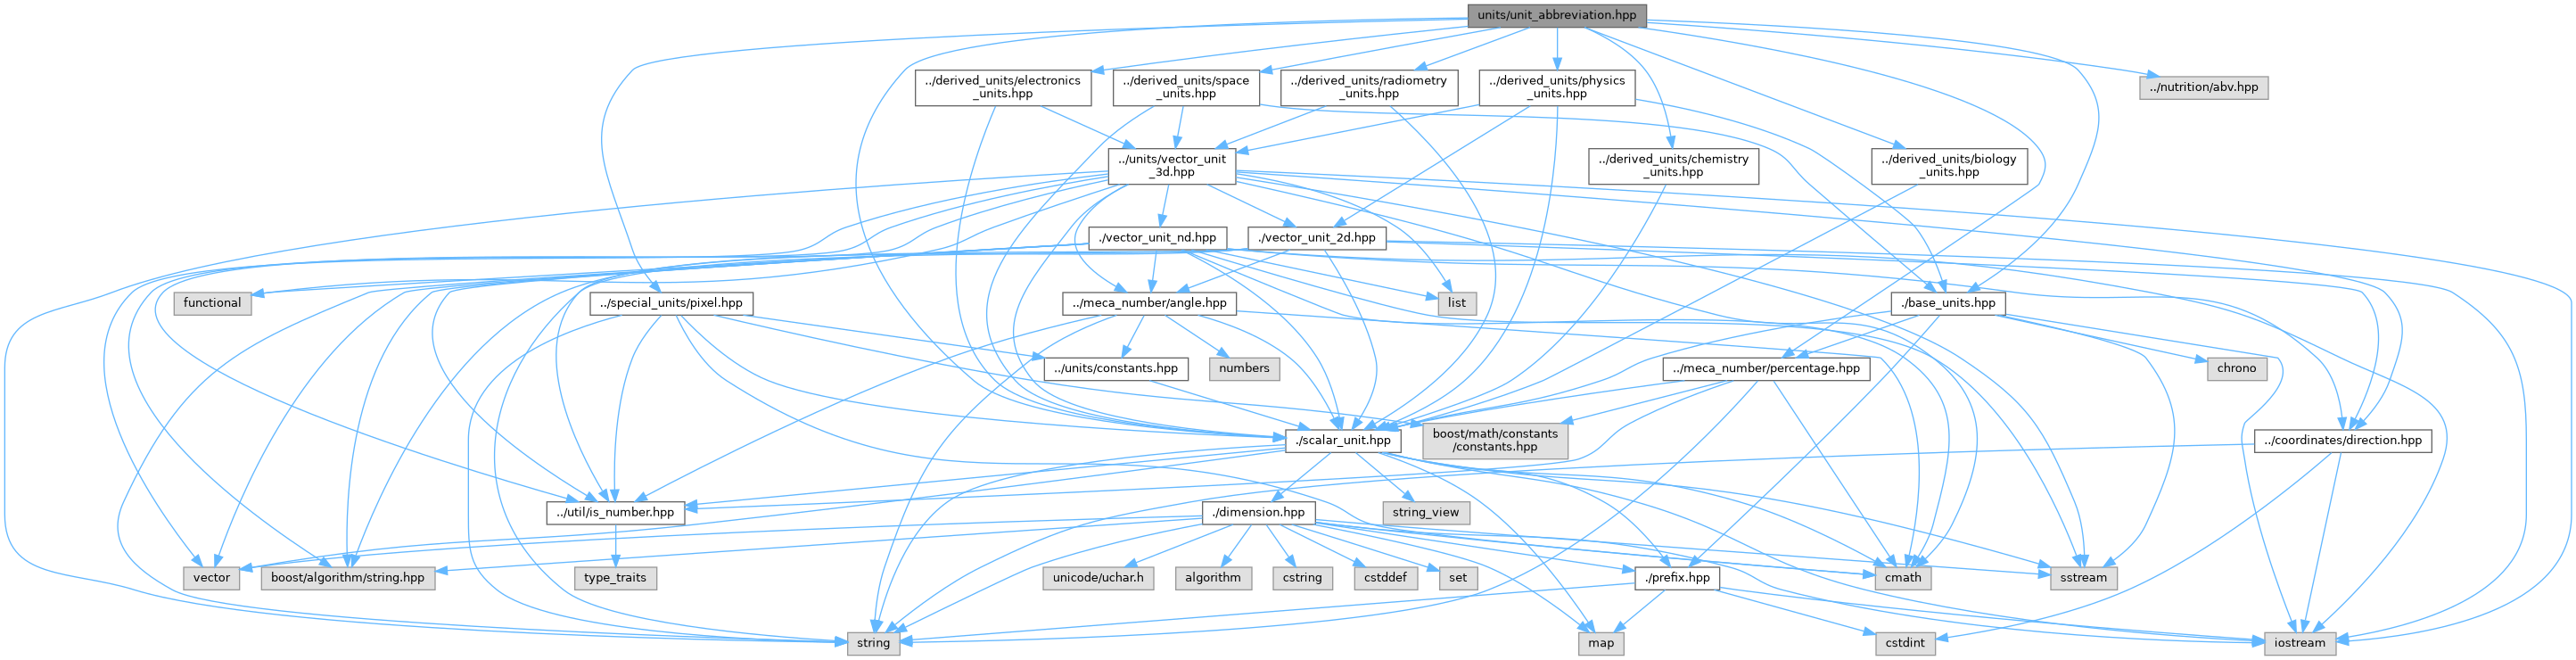 units/unit_abbreviation.hpp
../derived_units/electronics
_units.hpp
../derived_units/space
_units.hpp
../derived_units/radiometry
_units.hpp
../derived_units/physics
_units.hpp
../nutrition/abv.hpp
../units/vector_unit
_3d.hpp
../derived_units/chemistry
_units.hpp
../derived_units/biology
_units.hpp
./vector_unit_nd.hpp
./vector_unit_2d.hpp
functional
../special_units/pixel.hpp
../meca_number/angle.hpp
list
./base_units.hpp
../units/constants.hpp
numbers
../meca_number/percentage.hpp
chrono
./scalar_unit.hpp
boost/math/constants
/constants.hpp
../coordinates/direction.hpp
../util/is_number.hpp
./dimension.hpp
string_view
vector
boost/algorithm/string.hpp
type_traits
unicode/uchar.h
algorithm
cstring
cstddef
set
./prefix.hpp
cmath
sstream
string
map
cstdint
iostream